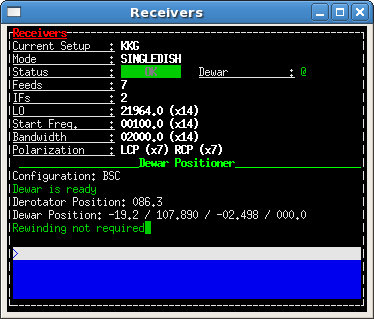 Receivers
Receivers
Current Setup : KKG
Mode : SINGLEDISH
Status : OK Dewar : @
Feeds : 7
IFs : 2
LO : 21964.0 (x14)
Start Freq. : 00100.0 (x14)
Bandwidth : 02000.0 (x14)
Polarization : LCP (x7) RCP (x7)
Dewar Positioner
Configuration: BSC
Dewar is ready
Derotator Position: 086.3
Dewar Position: -19.2 / 107.890 / -02.498 / 000.0
Rewinding not required
>